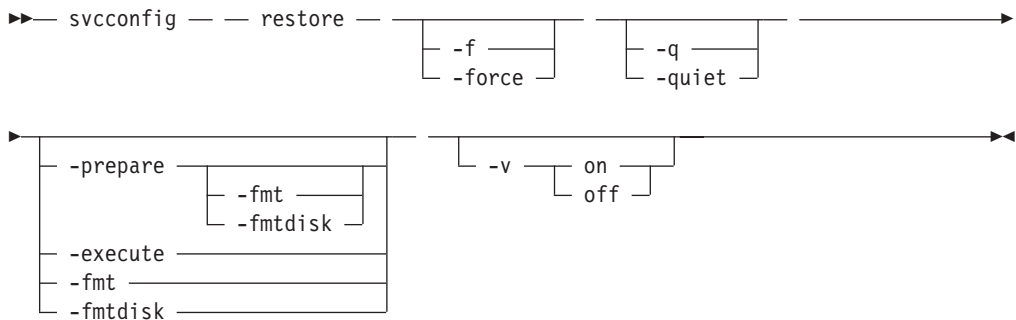 svcconfig restore
-f
-force
-q
-quiet
-prepare
-fmt
-fmtdisk
-execute
-fmt
-fmtdisk
-v on
off